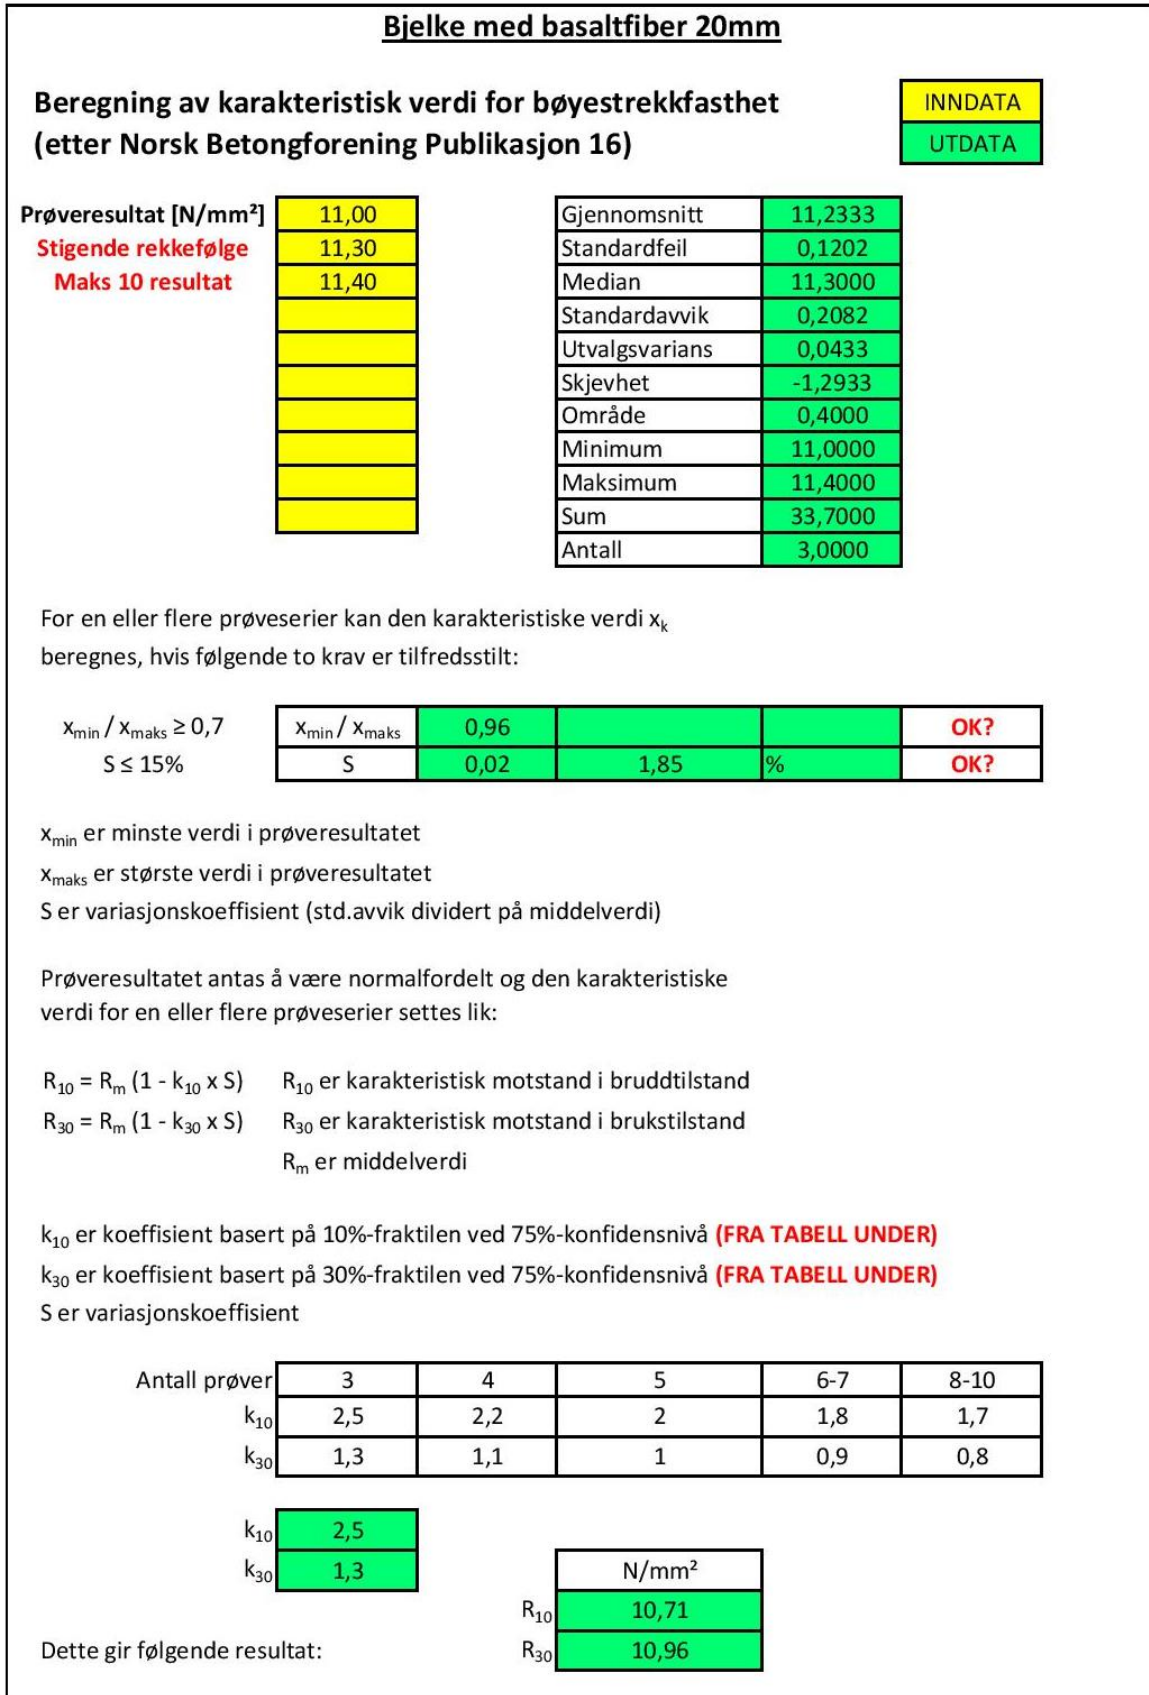 Bjelke med basaltfiber 20mm
Beregning av karakteristisk verdi for bøyestrekkfasthet
(etter Norsk Betongforening Publikasjon 16)
INNDATA
UTDATA
Prøveresultat [N/mm²] 11,00
Stigende rekkefølge 11,30
Maks 10 resultat 11,40
Gjennomsnitt 11,2333
Standardfeil 0,1202
Median 11,3000
Standardavvik 0,2082
Utvalgsvarians 0,0433
Skjevhet -1,2933
Område 0,4000
Minimum 11,0000
Maksimum 11,4000
Sum 33,7000
Antall 3,0000
For en eller flere prøveserier kan den karakteristiske verdi xk
beregnes, hvis følgende to krav er tilfredsstilt:
xmin / xmaks ≥ 0,7 xmin / xmaks 0,96 OK?
S ≤ 15% S 0,02 1,85 % OK?
xmin er minste verdi i prøveresultatet
xmaks er største verdi i prøveresultatet
S er variasjonskoeffisient (std.avvik dividert på middelverdi)
Prøveresultatet antas å være normalfordelt og den karakteristiske
verdi for en eller flere prøveserier settes lik:
R10 = Rm (1 - k10 x S) R10 er karakteristisk motstand i bruddtilstand
R30 = Rm (1 - k30 x S) R30 er karakteristisk motstand i brukstilstand
Rm er middelverdi
k10 er koeffisient basert på 10%-fraktilen ved 75%-konfidensnivå (FRA TABELL UNDER)
k30 er koeffisient basert på 30%-fraktilen ved 75%-konfidensnivå (FRA TABELL UNDER)
S er variasjonskoeffisient
Antall prøver 3 4 5 6-7 8-10
k10 2,5 2,2 2 1,8 1,7
k30 1,3 1,1 1 0,9 0,8
k10 2,5
k30 1,3
N/mm²
R10 10,71
Dette gir følgende resultat: R30 10,96